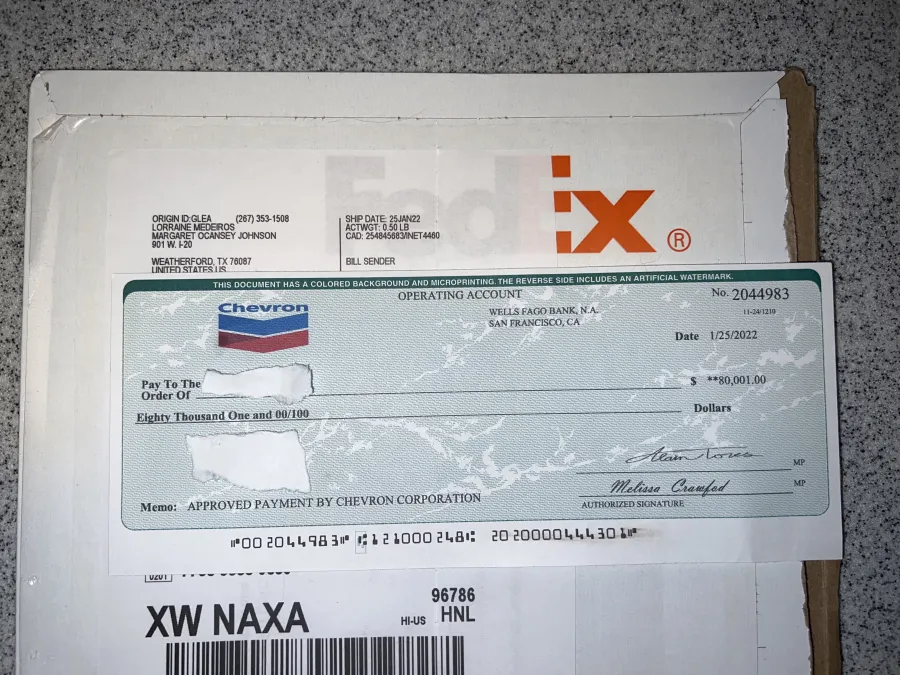 FedEx ®
ORIGIN ID:GLEA (267) 353-1508
LORRAINE MEDEIROS
MARGARET OCANSEY JOHNSON
901 W. I-20
WEATHERFORD, TX 76087
UNITED STATES US
SHIP DATE: 25JAN22
ACTWGT: 0.50 LB
CAD: 254845683/INET4460
BILL SENDER
THIS DOCUMENT HAS A COLORED BACKGROUND AND MICROPRINTING. THE REVERSE SIDE INCLUDES AN ARTIFICIAL WATERMARK.
Chevron
OPERATING ACCOUNT
WELLS FAGO BANK, N.A.
SAN FRANCISCO, CA
No. 2044983
11-24/1210
Date 1/25/2022
Pay To The
Order Of
$ **80,001.00
Eighty Thousand One and 00/100
Dollars
MP
Melissa Crawfod MP
AUTHORIZED SIGNATURE
Memo: APPROVED PAYMENT BY CHEVRON CORPORATION
⑈002044983⑈ ⑆121000248⑆ 2020000444301⑈
0201
XW NAXA
96786
HI-US HNL